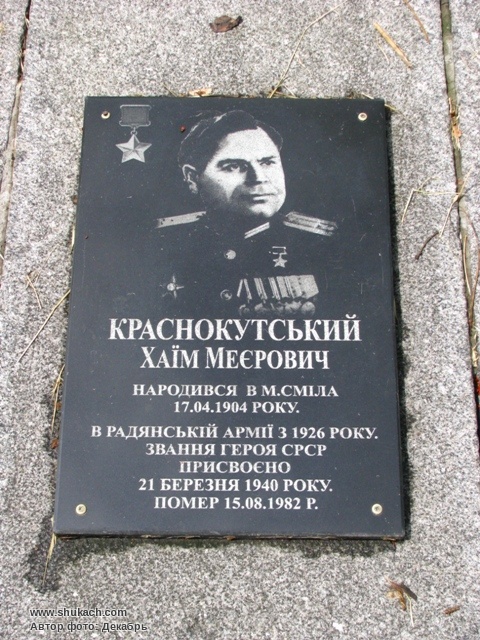 КРАСНОКУТСЬКИЙ
ХАЇМ МЕЄРОВИЧ
НАРОДИВСЯ В М.СМІЛА
17.04.1904 РОКУ.
В РАДЯНСЬКІЙ АРМІЇ З 1926 РОКУ.
ЗВАННЯ ГЕРОЯ СРСР
ПРИСВОЄНО
21 БЕРЕЗНЯ 1940 РОКУ.
ПОМЕР 15.08.1982 Р.
www.shukach.com
Автор фото: Декабрь